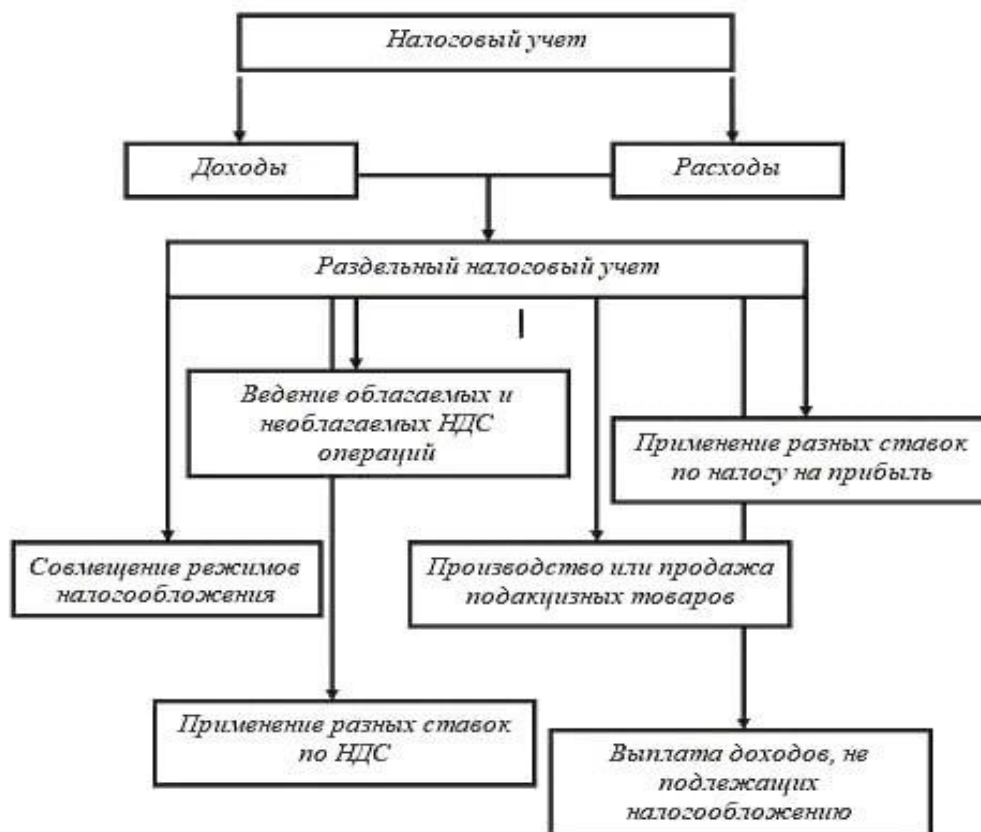 Налоговый учет
Доходы
Расходы
Раздельный налоговый учет
Ведение облагаемых и
необлагаемых НДС
операций
Применение разных ставок
по налогу на прибыль
Совмещение режимов
налогообложения
Производство или продажа
подакцизных товаров
Применение разных ставок
по НДС
Выплата доходов, не
подлежащих
налогообложению